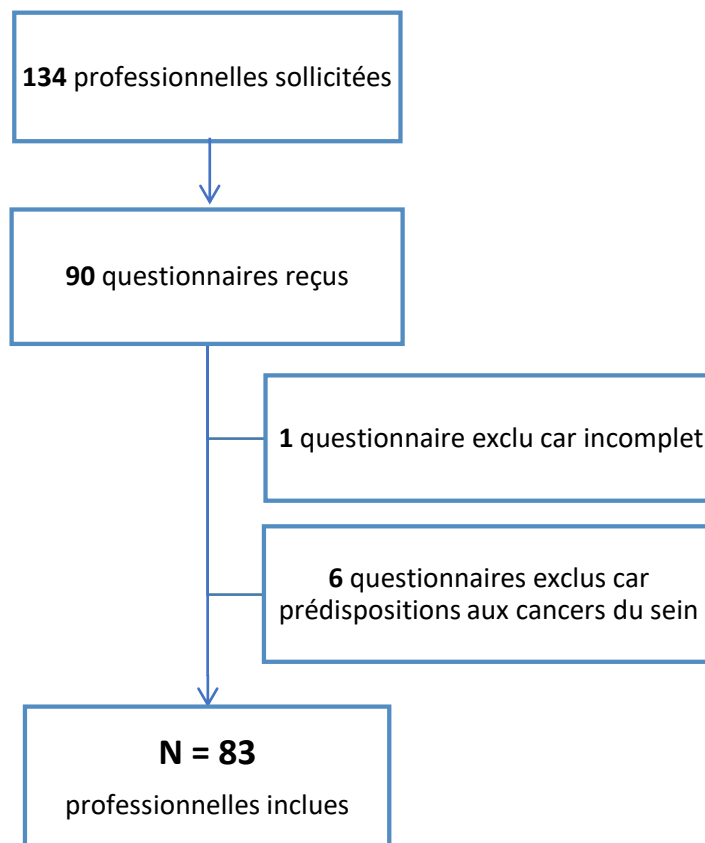 134 professionnelles sollicitées
90 questionnaires reçus
1 questionnaire exclu car incomplet
6 questionnaires exclus car
prédispositions aux cancers du sein
N = 83
professionnelles inclues